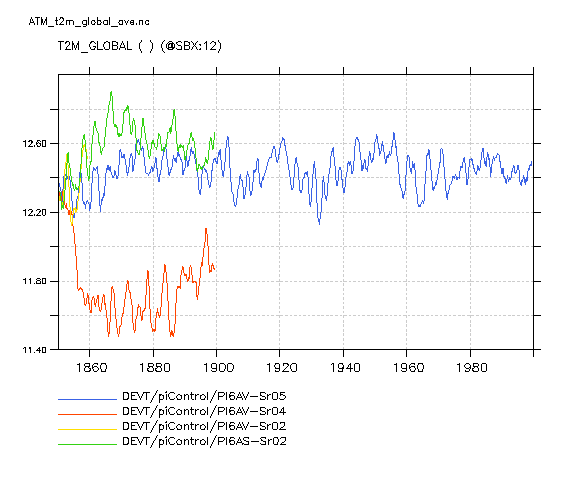 ATM_t2m_global_ave.nc
T2M_GLOBAL ( ) (@SBX:12)
12.60
12.20
11.80
11.40
1860 1880 1900 1920 1940 1960 1980
DEVT/piControl/PI6AV-Sr05
DEVT/piControl/PI6AV-Sr04
DEVT/piControl/PI6AV-Sr02
DEVT/piControl/PI6AS-Sr02